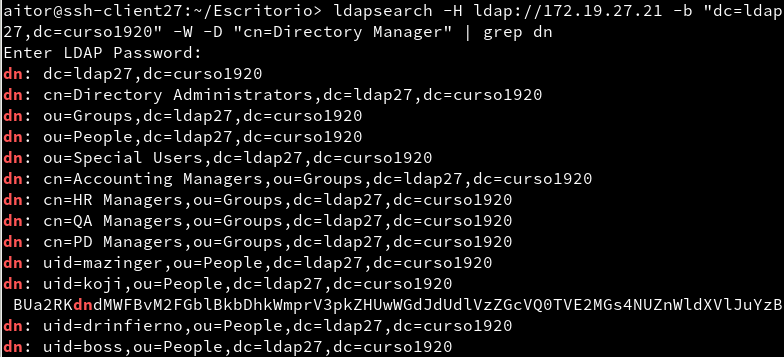 aitor@ssh-client27:~/Escritorio> ldapsearch -H ldap://172.19.27.21 -b "dc=ldap
27,dc=curso1920" -W -D "cn=Directory Manager" | grep dn
Enter LDAP Password:
dn: dc=ldap27,dc=curso1920
dn: cn=Directory Administrators,dc=ldap27,dc=curso1920
dn: ou=Groups,dc=ldap27,dc=curso1920
dn: ou=People,dc=ldap27,dc=curso1920
dn: ou=Special Users,dc=ldap27,dc=curso1920
dn: cn=Accounting Managers,ou=Groups,dc=ldap27,dc=curso1920
dn: cn=HR Managers,ou=Groups,dc=ldap27,dc=curso1920
dn: cn=QA Managers,ou=Groups,dc=ldap27,dc=curso1920
dn: cn=PD Managers,ou=Groups,dc=ldap27,dc=curso1920
dn: uid=mazinger,ou=People,dc=ldap27,dc=curso1920
dn: uid=koji,ou=People,dc=ldap27,dc=curso1920
BUa2RKdndMWFBvM2FGblBkbDhkWmprV3pkZHUwWGdJdUdlVzZGcVQ0TVE2MGs4NUZnWldXVlJuYzB
dn: uid=drinfierno,ou=People,dc=ldap27,dc=curso1920
dn: uid=boss,ou=People,dc=ldap27,dc=curso1920